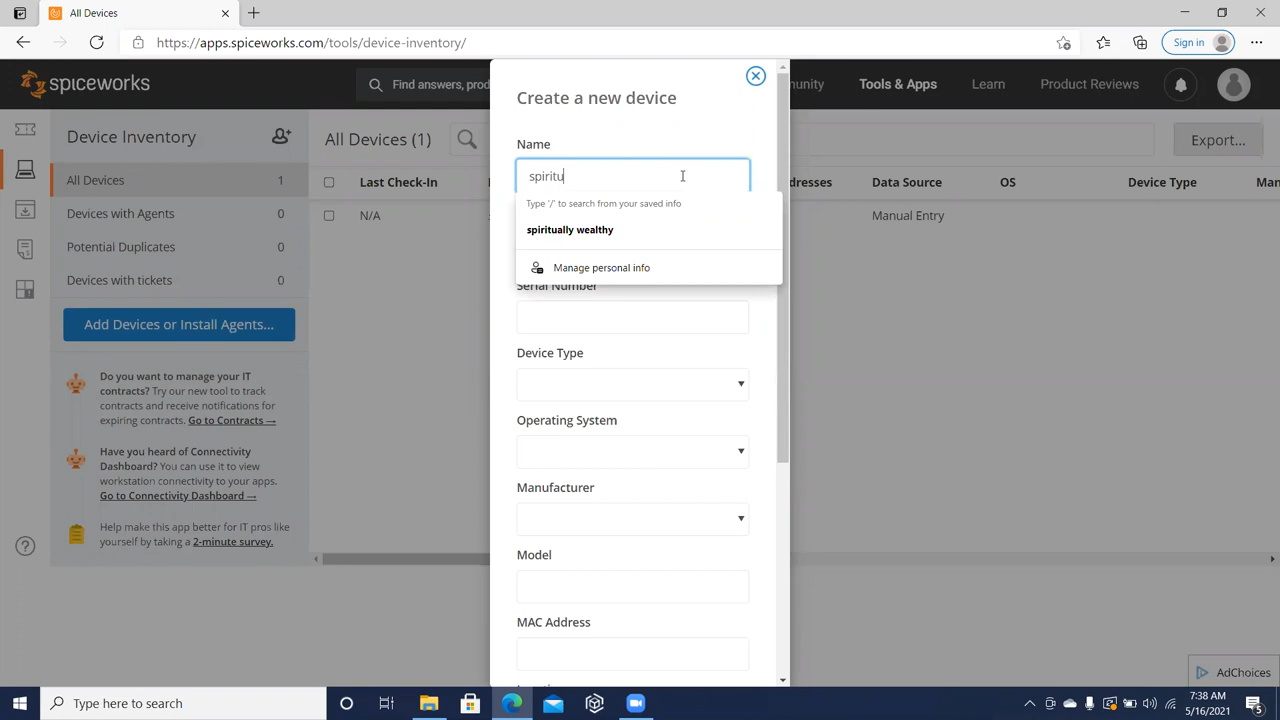 All Devices
https://apps.spiceworks.com/tools/device-inventory/
Sign in
spiceworks
Find answers, prod
unity
Tools & Apps
Learn
Product Reviews
Device Inventory
All Devices 1
Devices with Agents 0
Potential Duplicates 0
Devices with tickets 0
Add Devices or Install Agents...
Do you want to manage your IT
contracts? Try our new tool to track
contracts and receive notifications for
expiring contracts. Go to Contracts →
Have you heard of Connectivity
Dashboard? You can use it to view
workstation connectivity to your apps.
Go to Connectivity Dashboard →
Help make this app better for IT pros like
yourself by taking a 2-minute survey.
All Devices (1)
Export...
Last Check-In
dresses
Data Source
OS
Device Type
Man
N/A
Manual Entry
Create a new device
Name
spiritu
Type '/' to search from your saved info
spiritually wealthy
Manage personal info
Serial Number
Device Type
Operating System
Manufacturer
Model
MAC Address
AdChoices
Type here to search
7:38 AM
5/16/2021
5